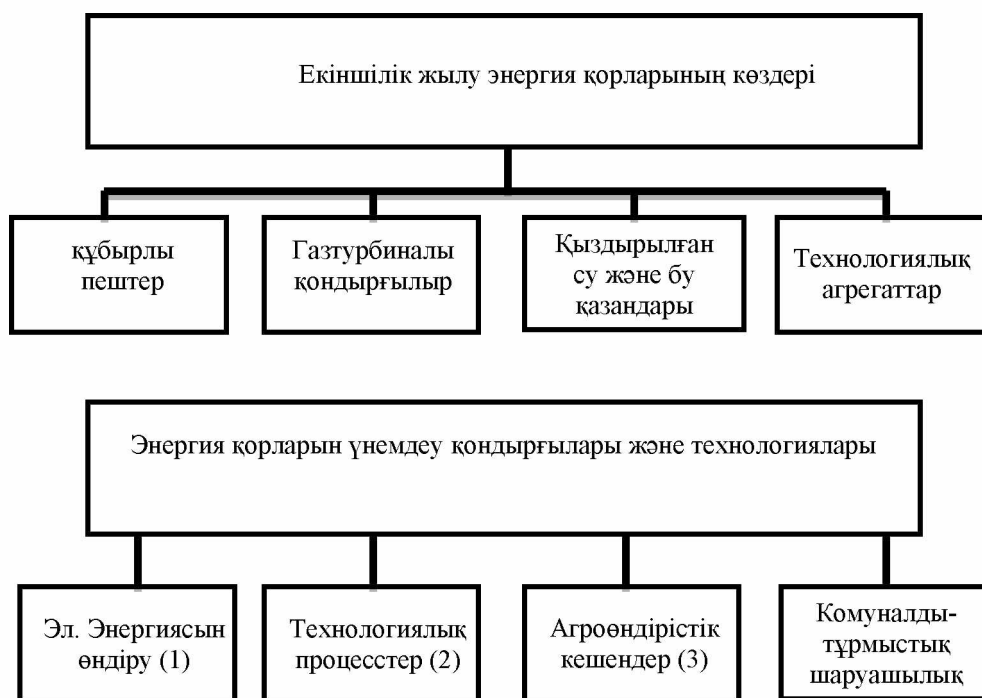 Екіншілік жылу энергия қорларының көздері
құбырлы
пештер
Газтурбиналы
қондырғылыр
Қыздырылған
су және бу
қазандары
Технологиялық
агрегаттар
Энергия қорларын үнемдеу қондырғылары және технологиялары
Эл. Энергиясын
өндіру (1)
Технологиялық
процесстер (2)
Агроөндірістік
кешендер (3)
Комуналды-
тұрмыстық
шаруашылық